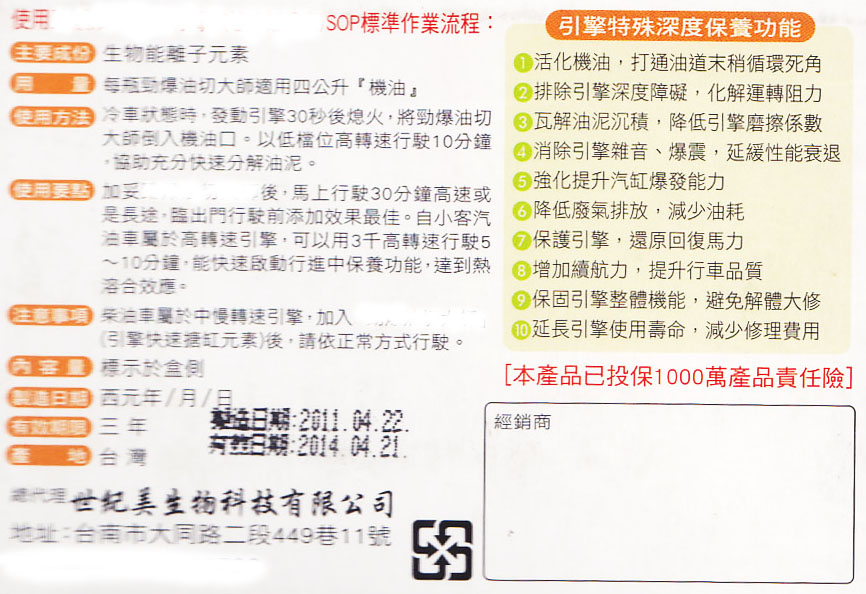 使用
SOP標準作業流程：
主要成份 生物能離子元素
用量 每瓶勁爆油切大師適用四公升『機油』
使用方法 冷車狀態時，發動引擎30秒後熄火，將勁爆油切
大師倒入機油口。以低檔位高轉速行駛10分鐘
，協助充分快速分解油泥。
使用要點 加妥
後，馬上行駛30分鐘高速或
是長途，臨出門行駛前添加效果最佳。自小客汽
油車屬於高轉速引擎，可以用3千高轉速行駛5
～10分鐘，能快速啟動行進中保養功能，達到熱
溶合效應。
注意事項 柴油車屬於中慢轉速引擎，加入
(引擎快速搪缸元素)後，請依正常方式行駛。
內容量 標示於盒側
製造日期 西元年/月/日
製造日期:2011.04.22.
有效期限 三年
有效日期:2014.04.21.
產地 台灣
總代理 世紀美生物科技有限公司
地址：台南市大同路二段449巷11號
引擎特殊深度保養功能
1 活化機油，打通油道末稍循環死角
2 排除引擎深度障礙，化解運轉阻力
3 瓦解油泥沉積，降低引擎磨擦係數
4 消除引擎雜音、爆震，延緩性能衰退
5 強化提升汽缸爆發能力
6 降低廢氣排放，減少油耗
7 保護引擎，還原回復馬力
8 增加續航力，提升行車品質
9 保固引擎整體機能，避免解體大修
10 延長引擎使用壽命，減少修理費用
[本產品已投保1000萬產品責任險]
經銷商